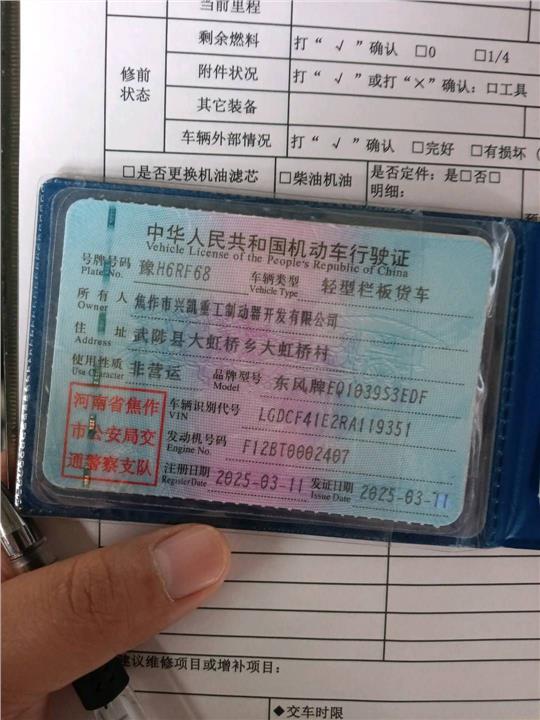 当前里程
剩余燃料 打“ √ ”确认 □0 □1/4
修前状态
附件状况 打“ √ ”或打“×”确认：□工具
其它装备
车辆外部情况 打“ √ ”确认 □完好 □有损坏（
□是否更换机油滤芯 □柴油机油 是否定件：是□否□
明细：
中华人民共和国机动车行驶证
Vehicle License of the People's Republic of China
号牌号码 豫H6RF68 车辆类型 轻型栏板货车
Plate No. Vehicle Type
所有人 焦作市兴凯重工制动器开发有限公司
Owner
住址 武陟县大虹桥乡大虹桥村
Address
使用性质 非营运 品牌型号 东风牌EQ1039S3EDF
Use Character Model
河南省焦作
市公安局交
通警察支队
车辆识别代号 LGDCF41E2RA119351
VIN
发动机号码 F12BT0002407
Engine No.
注册日期 2025-03-11 发证日期 2025-03-11
Register Date Issue Date
建议维修项目或增补项目：
◆交车时限